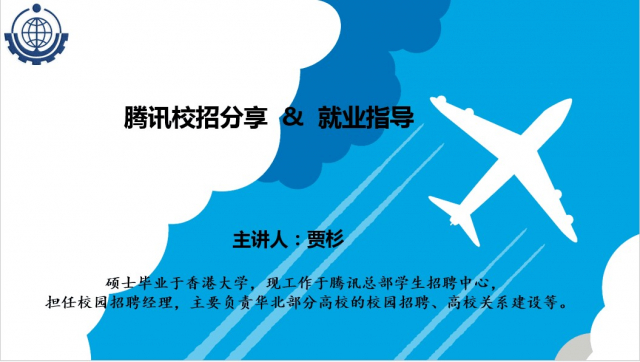 腾讯校招分享 & 就业指导
主讲人：贾杉
硕士毕业于香港大学，现工作于腾讯总部学生招聘中心，
担任校园招聘经理，主要负责华北部分高校的校园招聘、高校关系建设等。